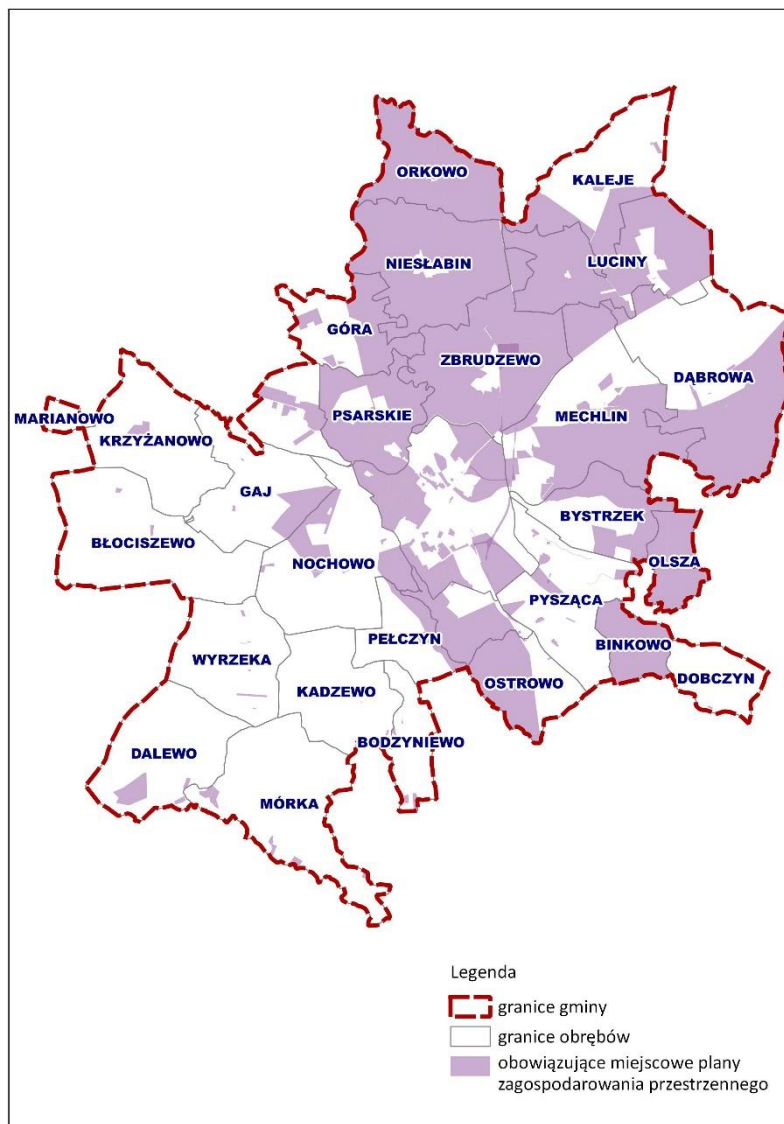 ORKOWO
KALEJE
NIESŁABIN
LUCINY
GÓRA
ZBRUDZEWO
DĄBROWA
MARIANOWO
PSARSKIE
MECHLIN
KRZYŻANOWO
GAJ
BYSTRZEK
BŁOCISZEWO
NOCHOWO
OLSZA
PYSZĄCA
PEŁCZYN
BINKOWO
WYRZEKA
OSTROWO
DOBCZYN
KADZEWO
BODZYNIEWO
DALEWO
MÓRKA
Legenda
granice gminy
granice obrębów
obowiązujące miejscowe plany
zagospodarowania przestrzennego